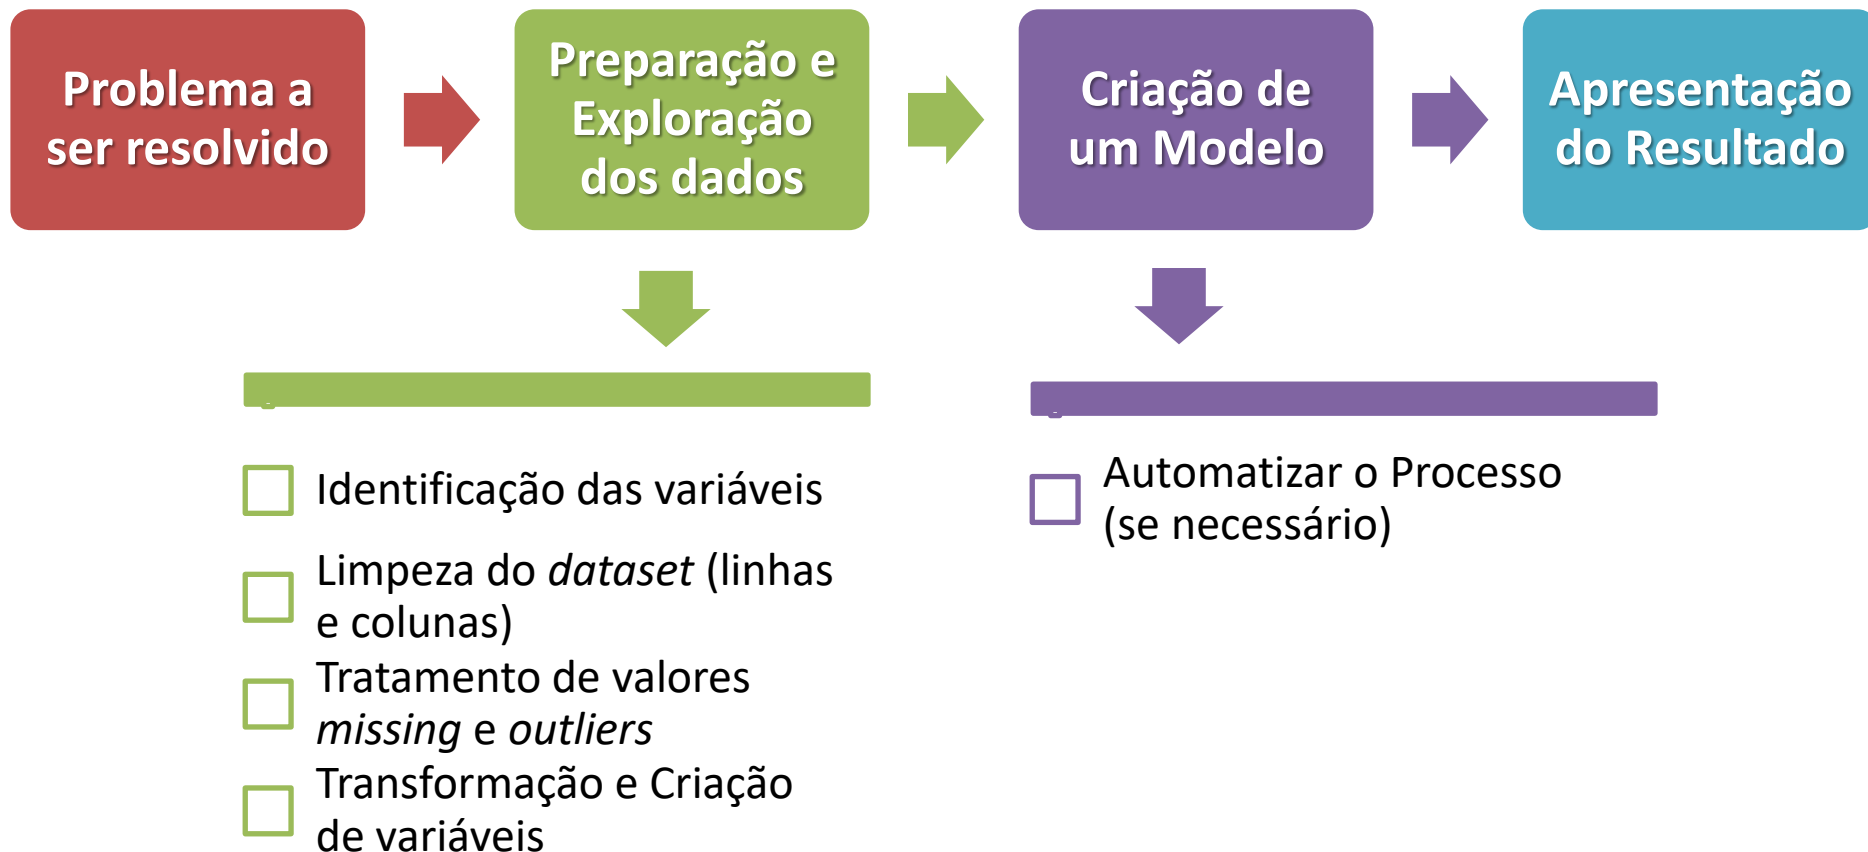 Problema a
ser resolvido
Preparação e
Exploração
dos dados
Criação de
um Modelo
Apresentação
do Resultado
Identificação das variáveis
Limpeza do dataset (linhas
e colunas)
Tratamento de valores
missing e outliers
Transformação e Criação
de variáveis
Automatizar o Processo
(se necessário)